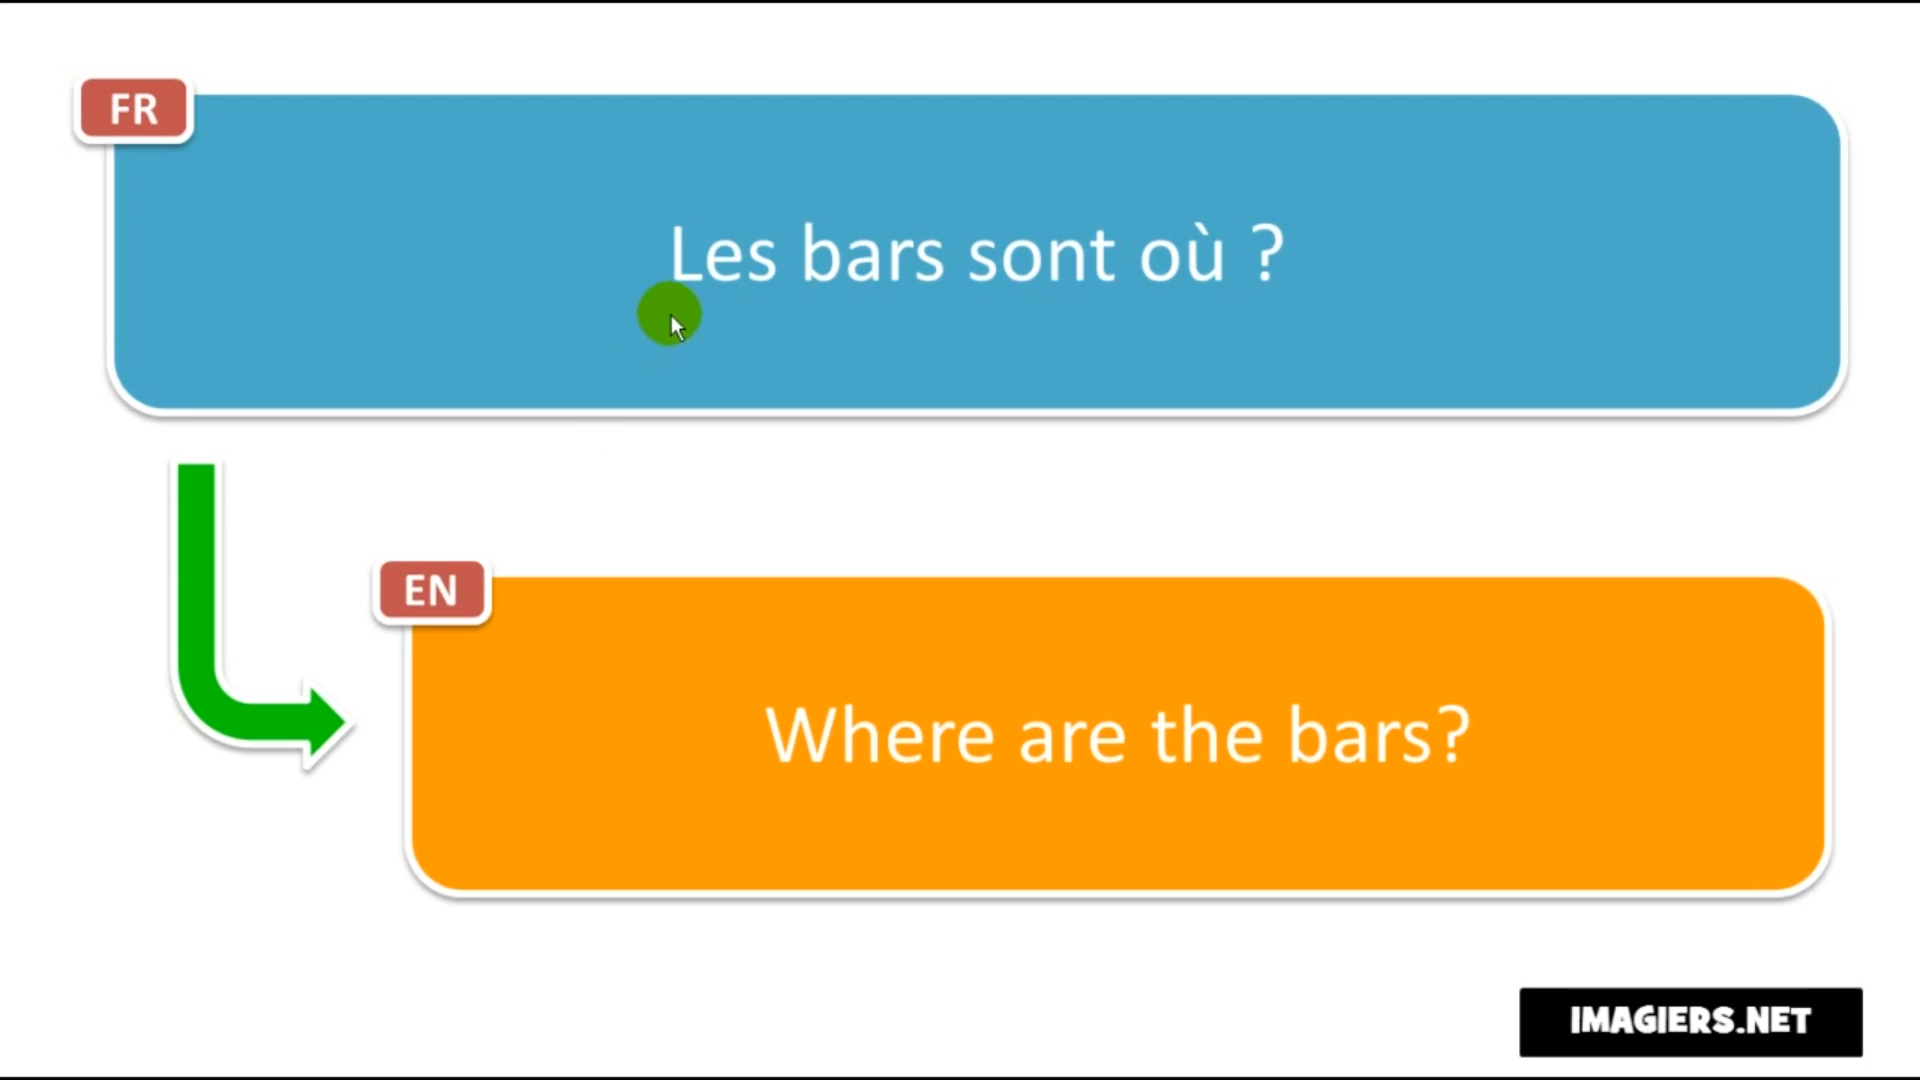 FR
Les bars sont où ?
EN
Where are the bars?
IMAGIERS.NET